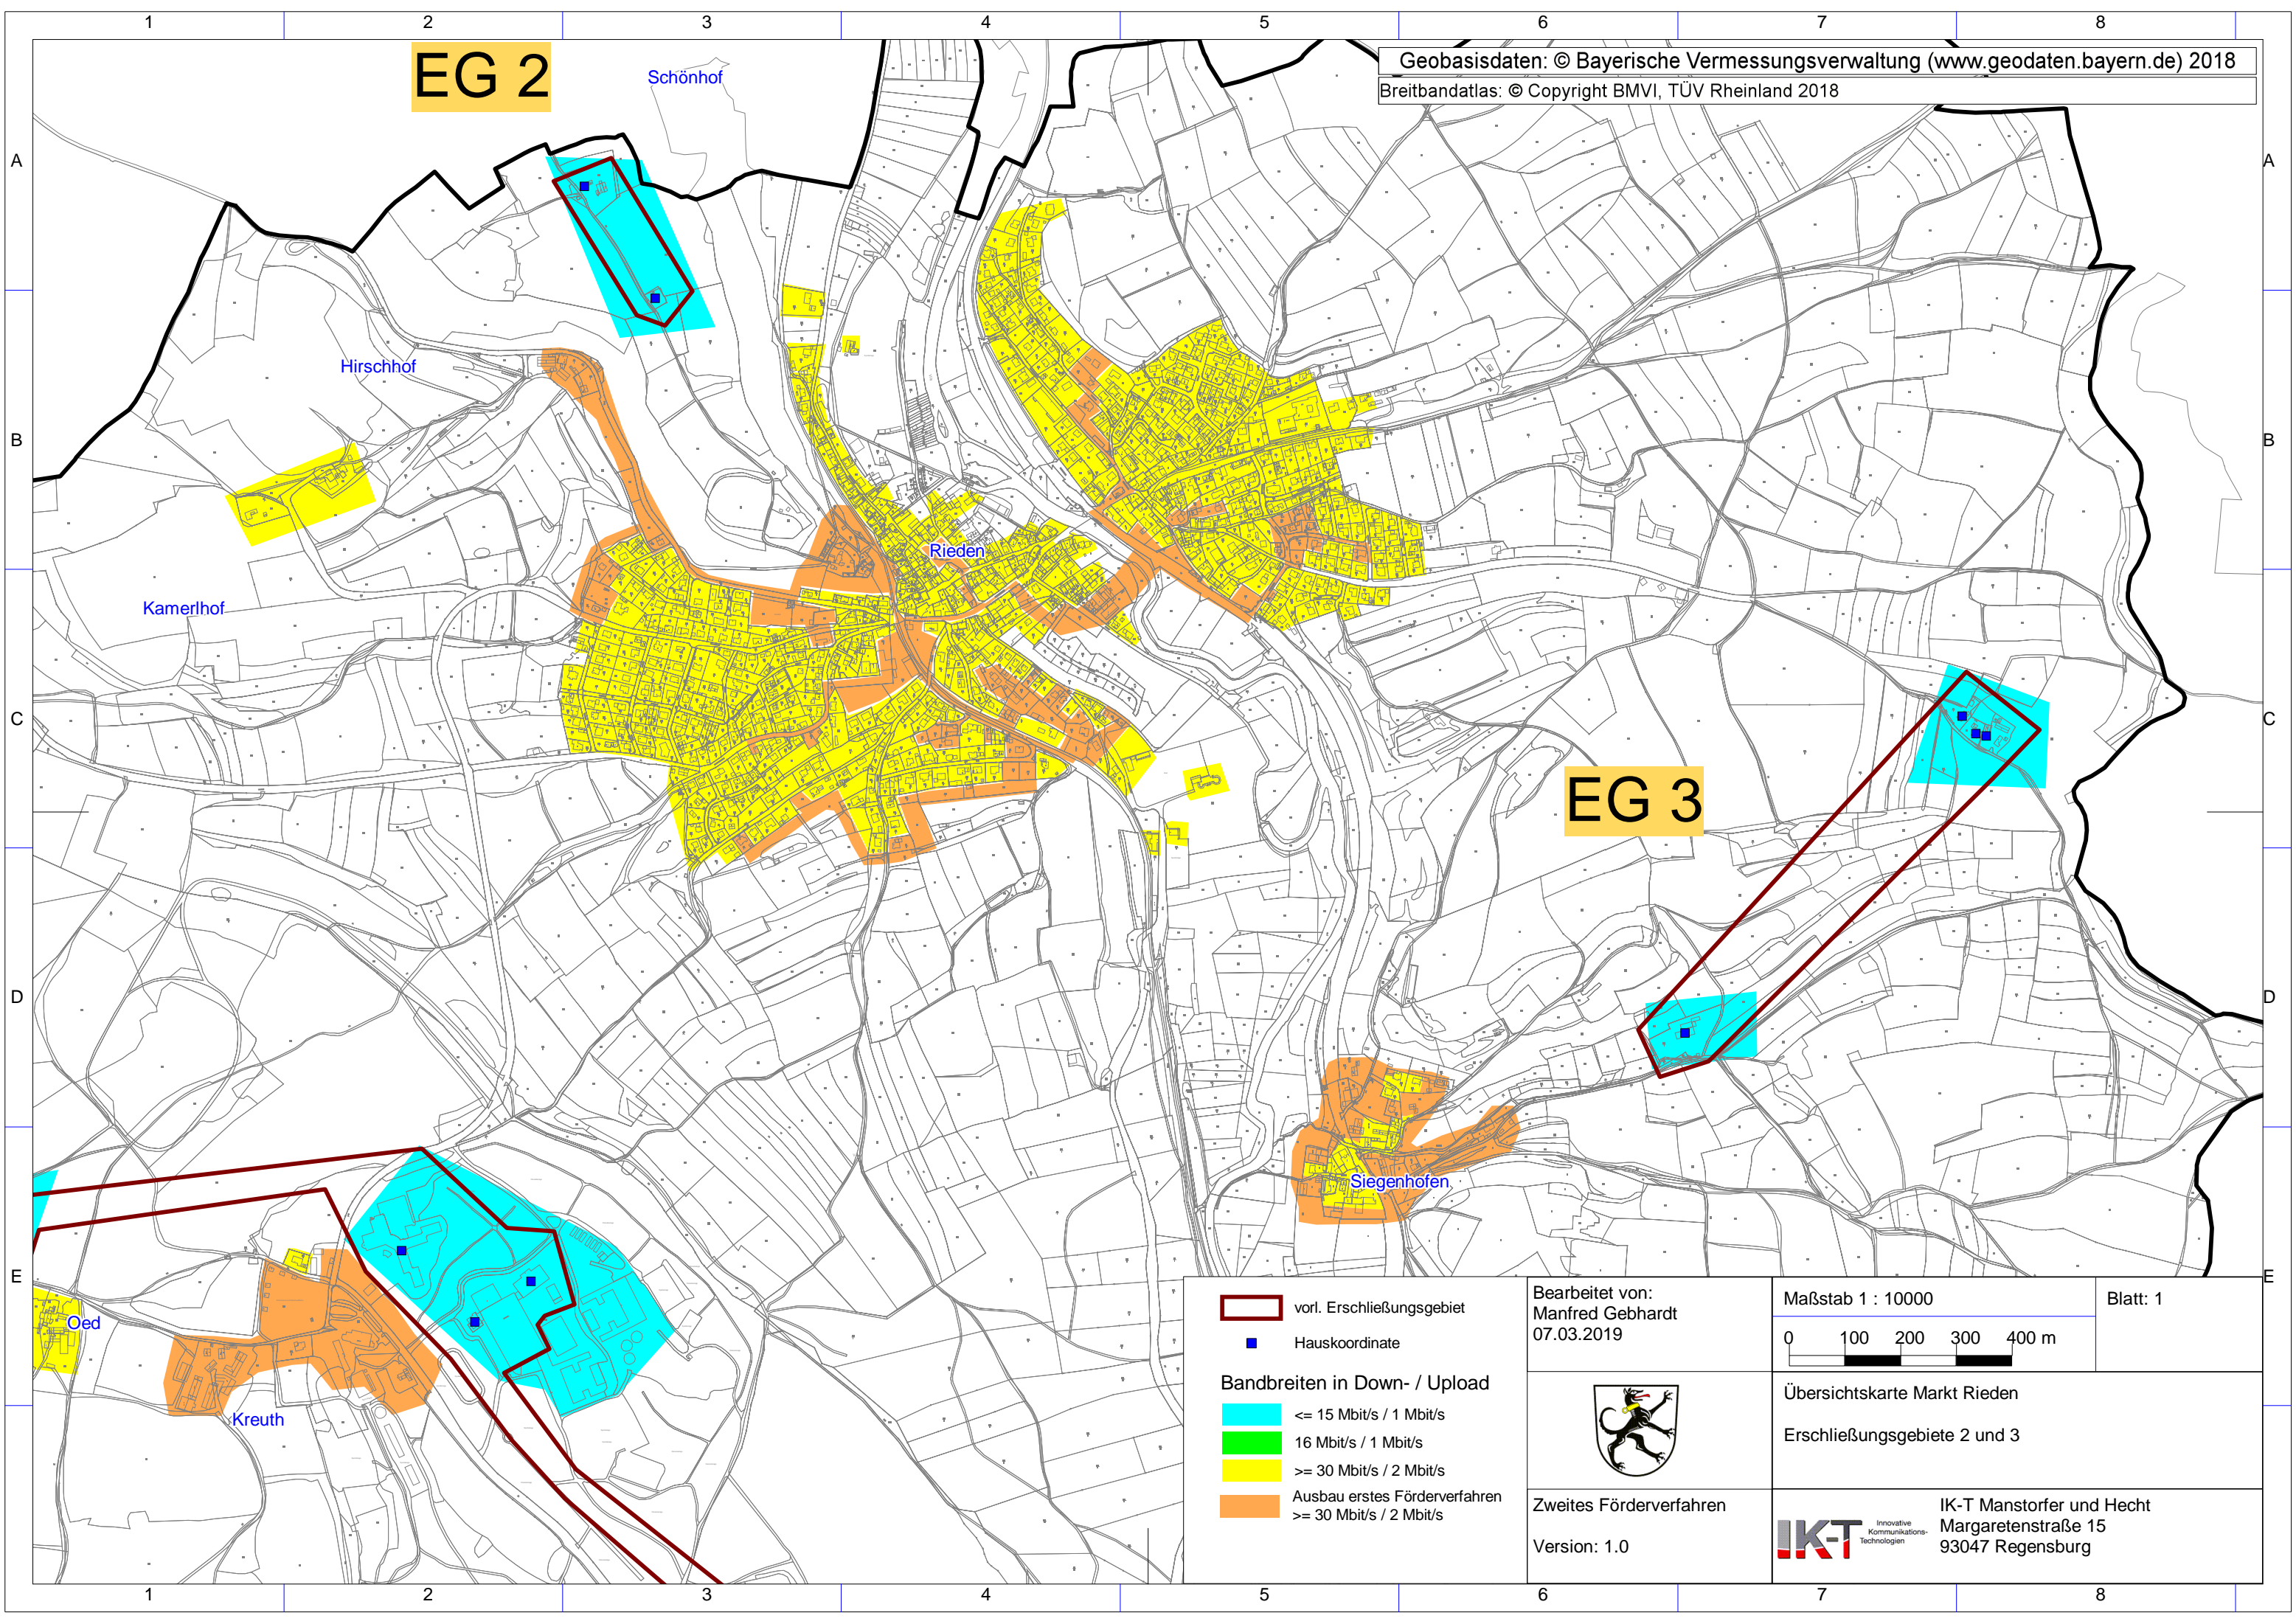 1 2 3 4 5 6 7 8
EG 2
Schönhof
Geobasisdaten: © Bayerische Vermessungsverwaltung (www.geodaten.bayern.de) 2018
Breitbandatlas: © Copyright BMVI, TÜV Rheinland 2018
A A
Hirschhof
B B
Rieden
Kamerlhof
C C
EG 3
D D
Siegenhofen
E E
Oed
Kreuth
vorl. Erschließungsgebiet
Hauskoordinate
Bandbreiten in Down- / Upload
<= 15 Mbit/s / 1 Mbit/s
16 Mbit/s / 1 Mbit/s
>= 30 Mbit/s / 2 Mbit/s
Ausbau erstes Förderverfahren
>= 30 Mbit/s / 2 Mbit/s
Bearbeitet von:
Manfred Gebhardt
07.03.2019
Maßstab 1 : 10000
Blatt: 1
0 100 200 300 400 m
Übersichtskarte Markt Rieden
Erschließungsgebiete 2 und 3
Zweites Förderverfahren
Version: 1.0
IK-T
Innovative
Kommunikations-
Technologien
IK-T Manstorfer und Hecht
Margaretenstraße 15
93047 Regensburg
1 2 3 4 5 6 7 8